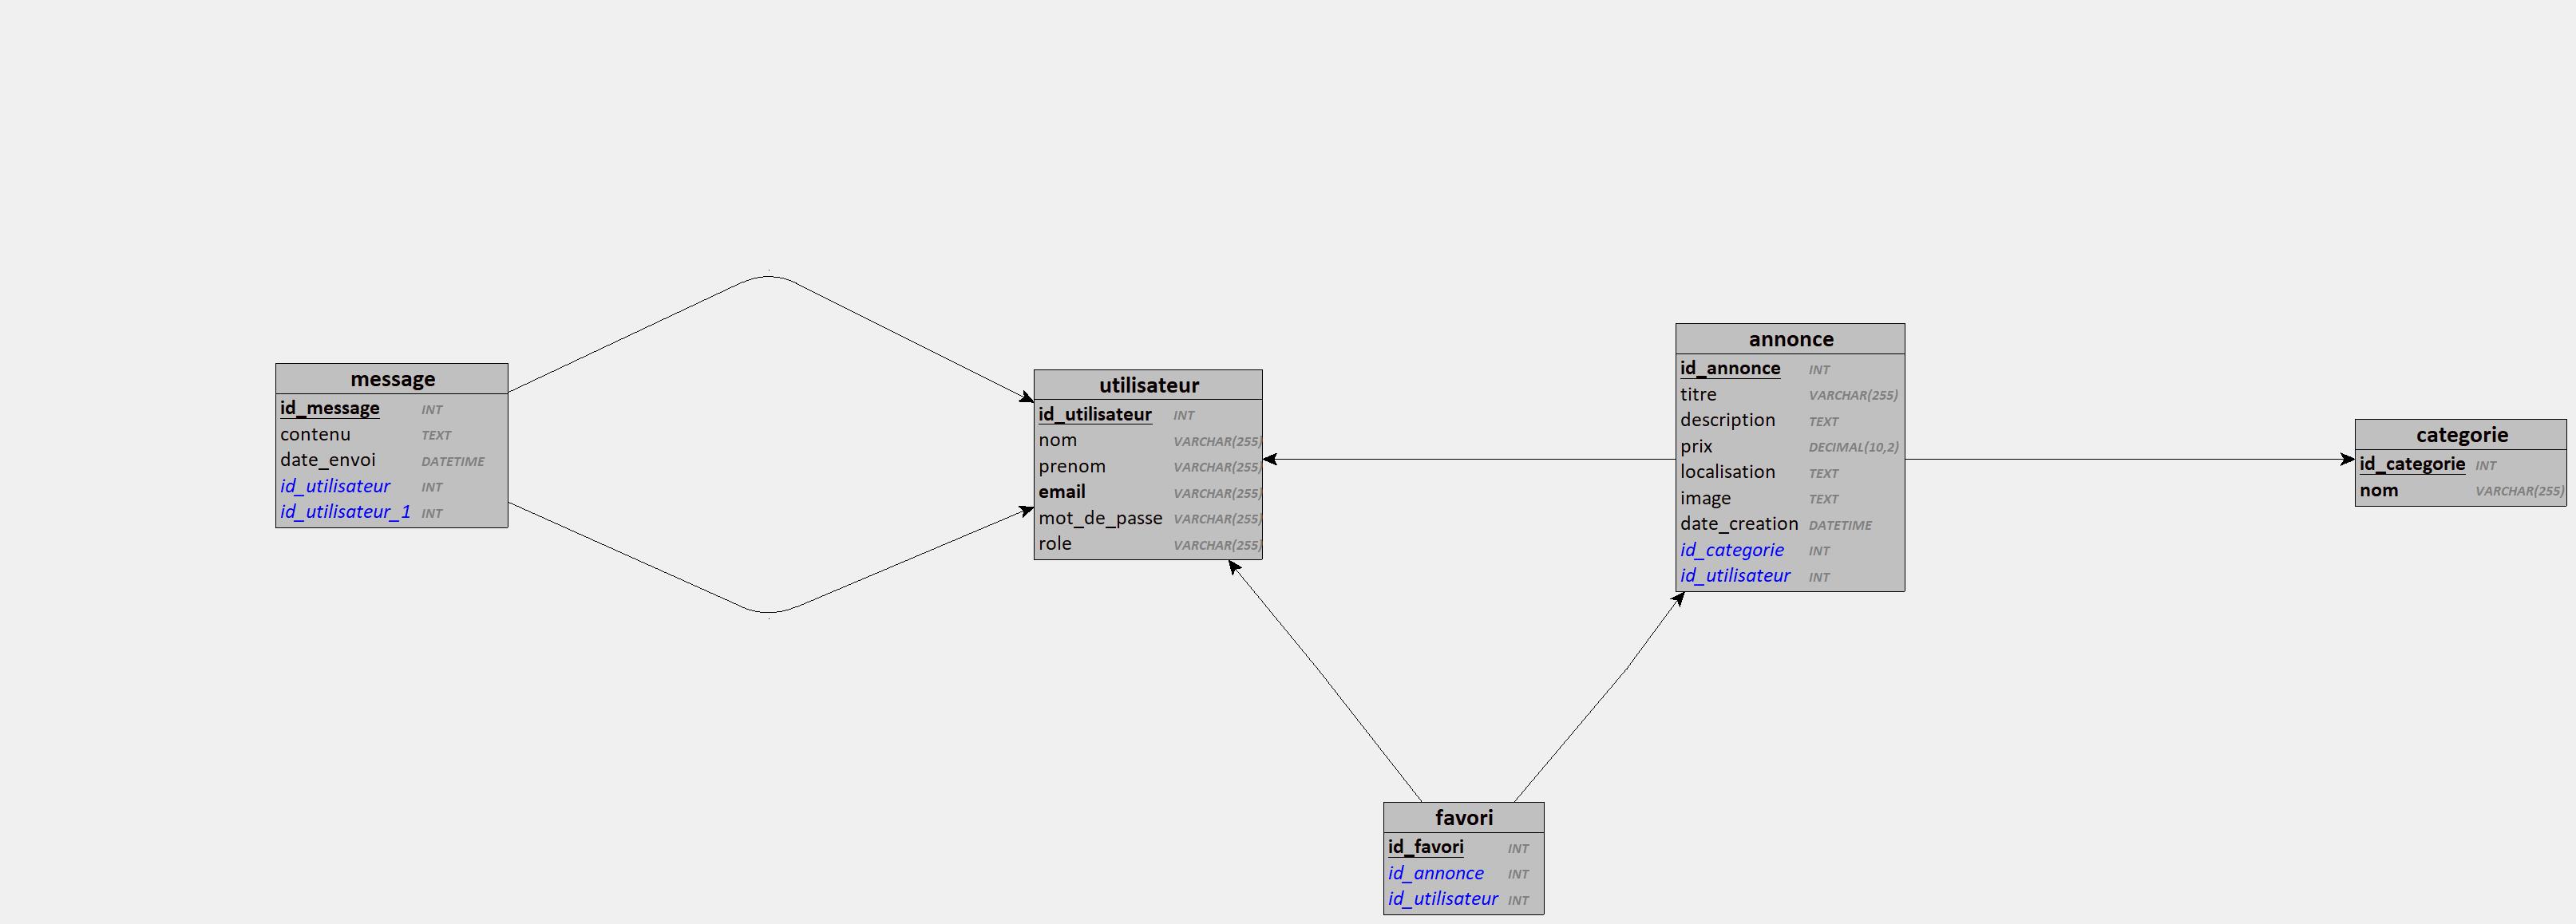 message
id_message INT
contenu TEXT
date_envoi DATETIME
id_utilisateur INT
id_utilisateur_1 INT
utilisateur
id_utilisateur INT
nom VARCHAR(255)
prenom VARCHAR(255)
email VARCHAR(255)
mot_de_passe VARCHAR(255)
role VARCHAR(255)
annonce
id_annonce INT
titre VARCHAR(255)
description TEXT
prix DECIMAL(10,2)
localisation TEXT
image TEXT
date_creation DATETIME
id_categorie INT
id_utilisateur INT
categorie
id_categorie INT
nom VARCHAR(255)
favori
id_favori INT
id_annonce INT
id_utilisateur INT